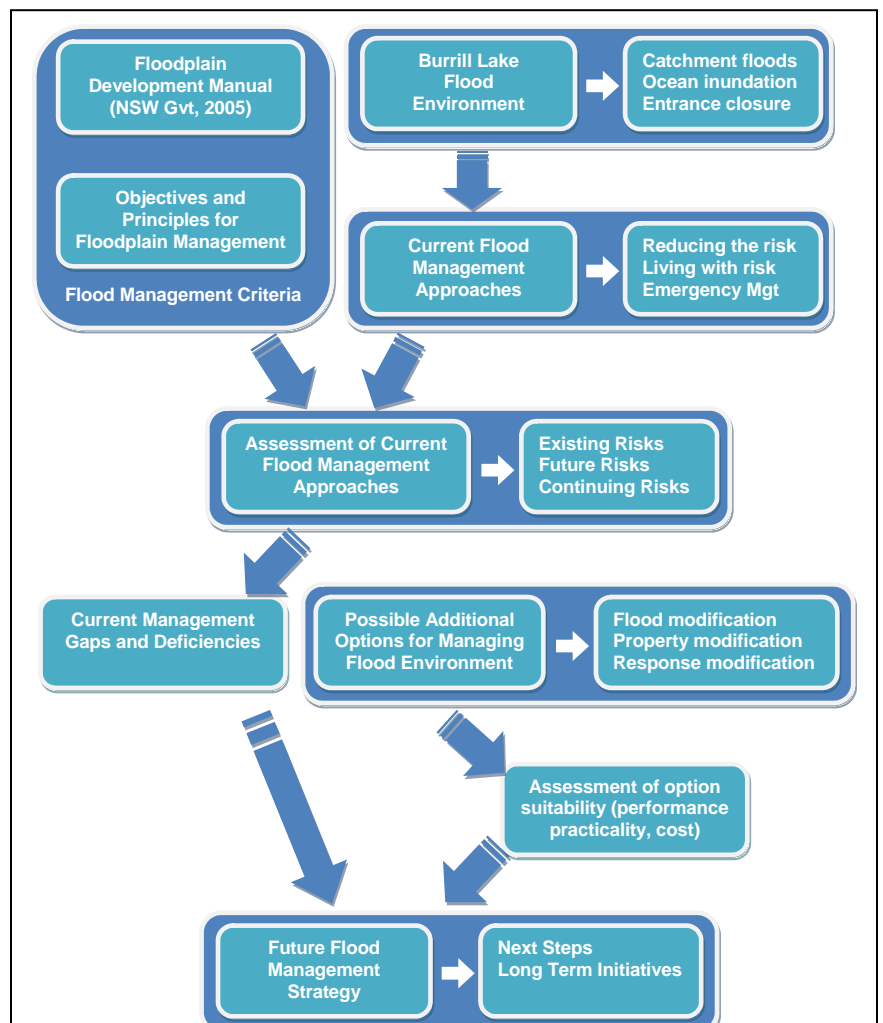 Floodplain
Development Manual
(NSW Gvt, 2005)
Objectives and
Principles for
Floodplain Management
Flood Management Criteria
Burrill Lake
Flood
Environment
Catchment floods
Ocean inundation
Entrance closure
Current Flood
Management
Approaches
Reducing the risk
Living with risk
Emergency Mgt
Assessment of Current
Flood Management
Approaches
Existing Risks
Future Risks
Continuing Risks
Current Management
Gaps and Deficiencies
Possible Additional
Options for Managing
Flood Environment
Flood modification
Property modification
Response modification
Assessment of option
suitability (performance
practicality, cost)
Future Flood
Management
Strategy
Next Steps
Long Term Initiatives